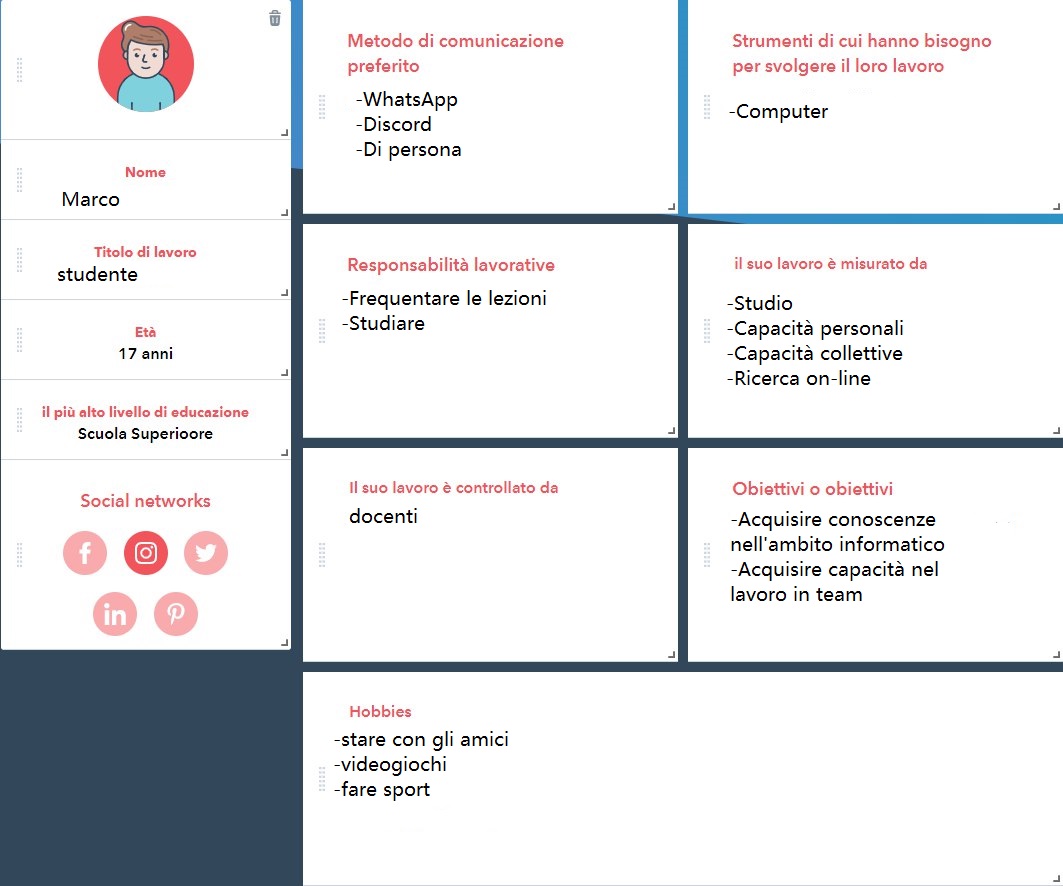 Nome
Marco
Titolo di lavoro
studente
Età
17 anni
il più alto livello di educazione
Scuola Superioore
Social networks
Metodo di comunicazione
preferito
-WhatsApp
-Discord
-Di persona
Strumenti di cui hanno bisogno
per svolgere il loro lavoro
-Computer
Responsabilità lavorative
-Frequentare le lezioni
-Studiare
il suo lavoro è misurato da
-Studio
-Capacità personali
-Capacità collettive
-Ricerca on-line
Il suo lavoro è controllato da
docenti
Obiettivi o obiettivi
-Acquisire conoscenze
nell'ambito informatico
-Acquisire capacità nel
lavoro in team
Hobbies
-stare con gli amici
-videogiochi
-fare sport